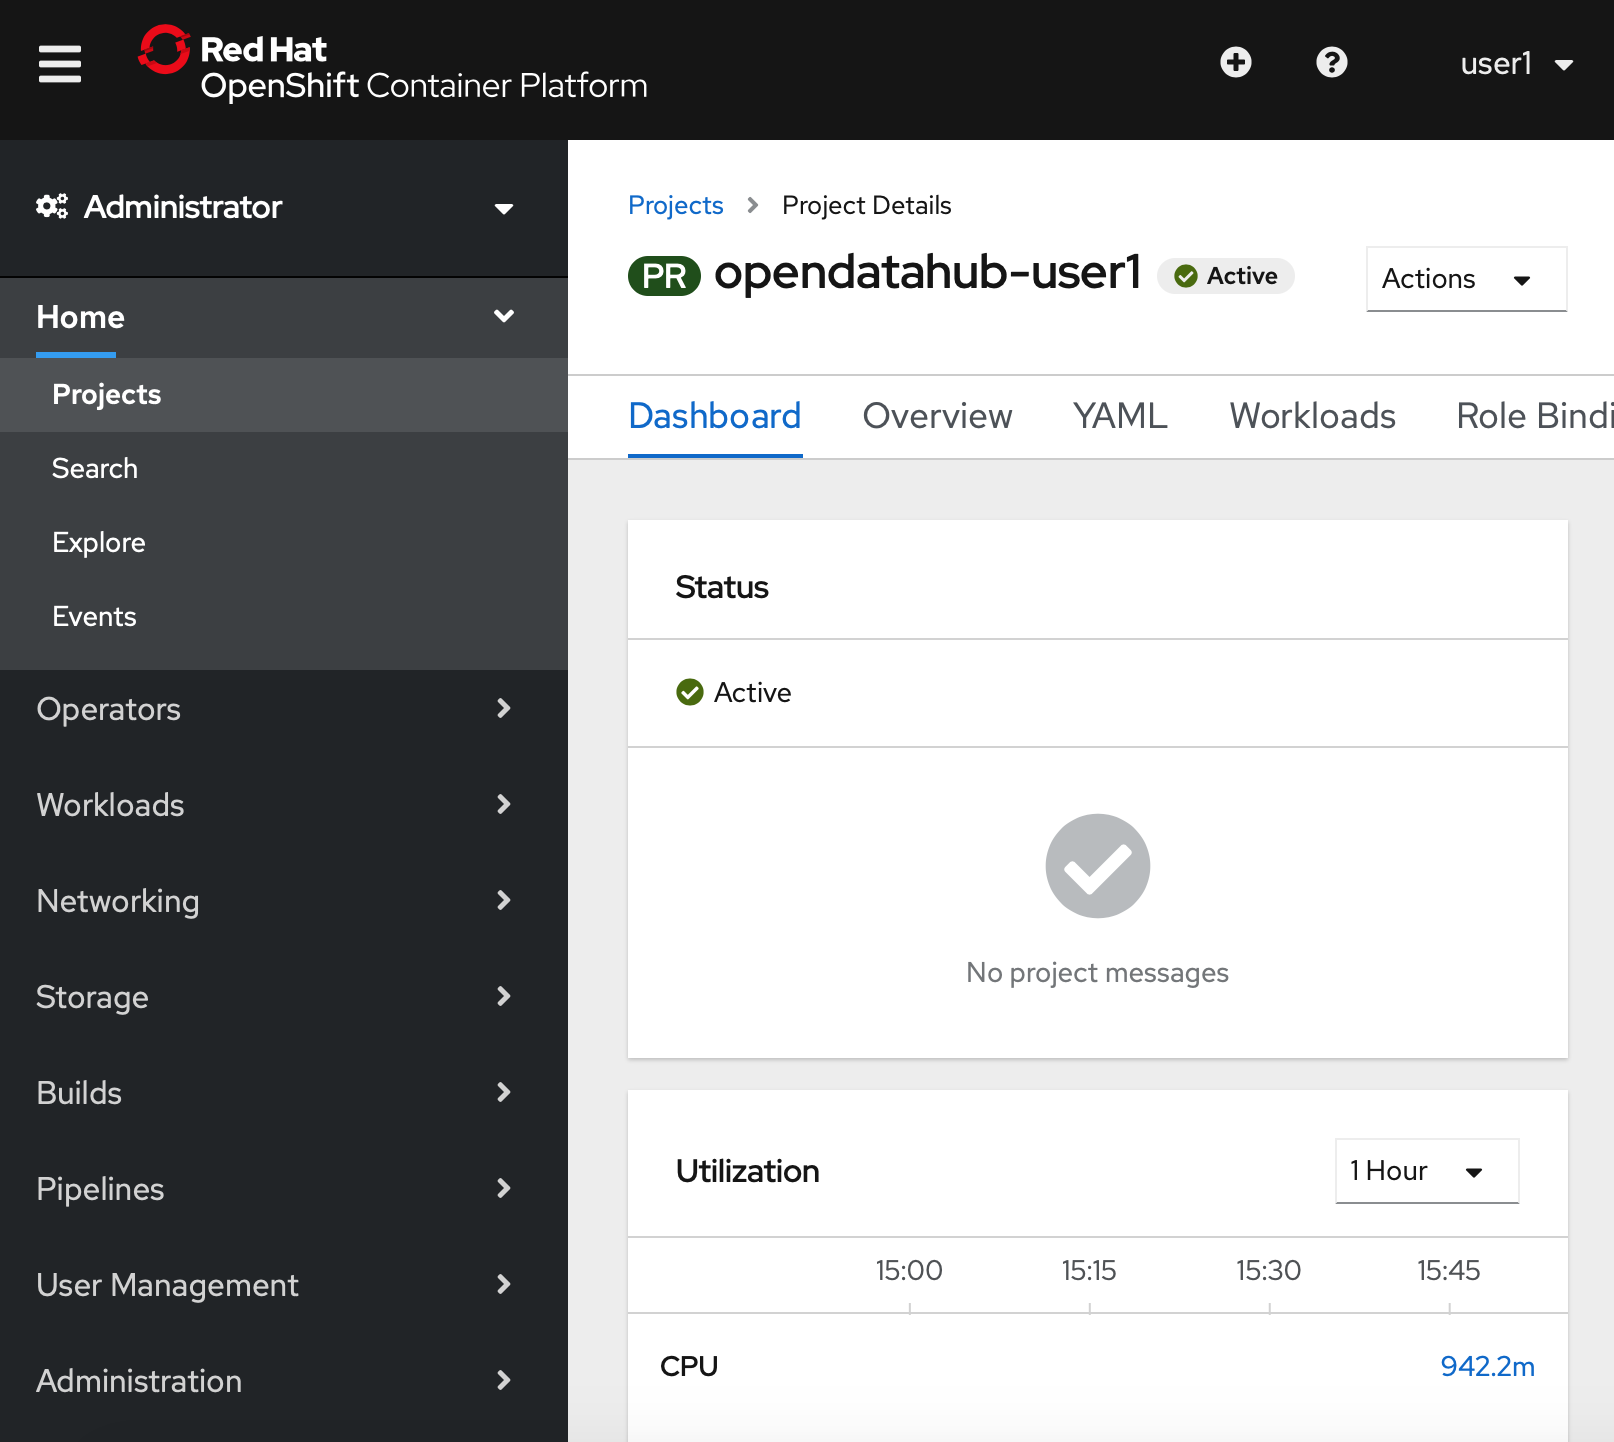 Red Hat
OpenShift Container Platform
user1
Administrator
Home
Projects
Search
Explore
Events
Operators
Workloads
Networking
Storage
Builds
Pipelines
User Management
Administration
Projects > Project Details
PR opendatahub-user1 Active
Actions
Dashboard Overview YAML Workloads Role Bindi
Status
Active
No project messages
Utilization
1 Hour
15:00 15:15 15:30 15:45
CPU 942.2m